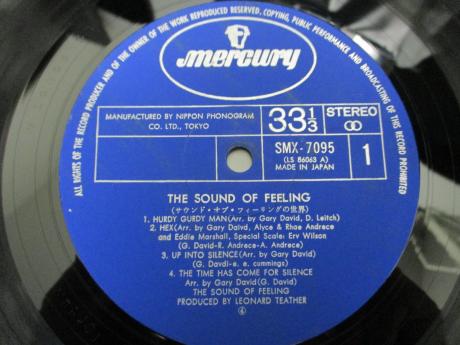 ALL RIGHTS OF THE RECORD PRODUCER AND OF THE OWNER OF THE WORK REPRODUCED RESERVED. COPYING, PUBLIC PERFORMANCE AND BROADCASTING OF THIS RECORD PROHIBITED
mercury
MANUFACTURED BY NIPPON PHONOGRAM
CO. LTD., TOKYO
33 1/3
STEREO
SMX-7095
(LS 86063 A)
MADE IN JAPAN
1
THE SOUND OF FEELING
(サウンド・オブ・フィーリングの世界)
1. HURDY GURDY MAN(Arr. by Gary David, D. Leitch)
2. HEX(Arr. by Gary Daivd, Alyce & Rhae Andrece
and Eddie Marshall, Special Scale: Erv Wilson
G. David-R. Andrece-A. Andrece)
3. UP INTO SILENCE(Arr. by Gary David)
(G. Davdi-e. e. cummings)
4. THE TIME HAS COME FOR SILENCE
(Arr. by Gary David)(G. David)
THE SOUND OF FEELING
PRODUCED BY LEONARD TEATHER